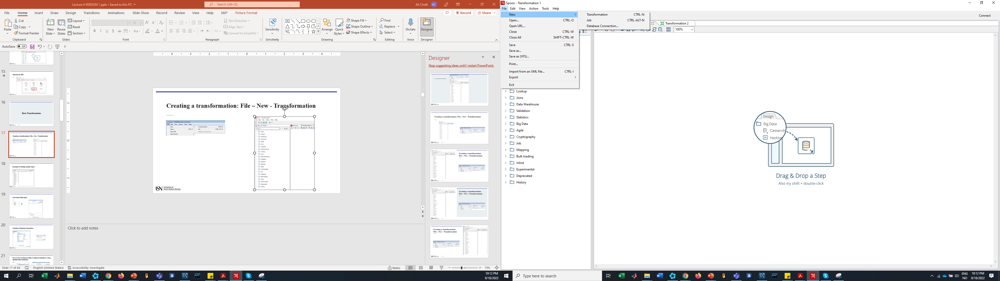 Lecture 4 VERSION 1.pptx • Saved to this PC
Search (Alt+Q)
Ali Chelli
AC
File Home Insert Draw Design Transitions Animations Slide Show Record Review View Help 360° Picture Format
Record
Share
Paste
Cut
Copy
Format Painter
Clipboard
New Slide
Reuse Slides
Layout
Reset
Section
Slides
18
Font
Text Direction
Align Text
Convert to SmartArt
Paragraph
Sensitivity
Sensitivity
Arrange
Quick Styles
Shape Fill
Shape Outline
Shape Effects
Drawing
Find
Replace
Select
Editing
Dictate
Voice
Designer
Designer
AutoSave Off
15
Tutorials for PDI
16
Basic Transformations
17
Creating a transformation: File – New - Transformation
18
Example of a Design palette: Input
19
We choose Table input
20
Creating a Database Connection
21
Creating a transformation: File – New - Transformation
Spoon - Transformation 1
University of
South-Eastern Norway
Click to add notes
Designer
Stop suggesting ideas until I restart PowerPoint.
Creating a transformation: File – New - Transformation
Creating a transformation:
File – New - Transformation
Creating a transformation:
File – New - Transformation
Creating a transformation:
File – New - Transformation
Slide 17 of 64
English (United States)
Accessibility: Investigate
Notes
75%
10:12 PM
9/18/2022
Spoon - Transformation 1
File Edit View Action Tools Help
Connect
New
Open... CTRL-O
Open URL...
Close CTRL-W
Close All SHIFT-CTRL-W
Save CTRL-S
Save as...
Save as (VFS)...
Print...
Import from an XML file... CTRL-I
Export
Exit
Transformation CTRL-N
Job CTRL-ALT-N
Database Connection...
Transformation 2
100%
Lookup
Joins
Data Warehouse
Validation
Statistics
Big Data
Agile
Cryptography
Job
Mapping
Bulk loading
Inline
Experimental
Deprecated
History
Design
Big Data
Cassandr
Hadoop
Drag & Drop a Step
Also try shift + double-click
Type here to search
ENG
NO
10:12 PM
9/18/2022